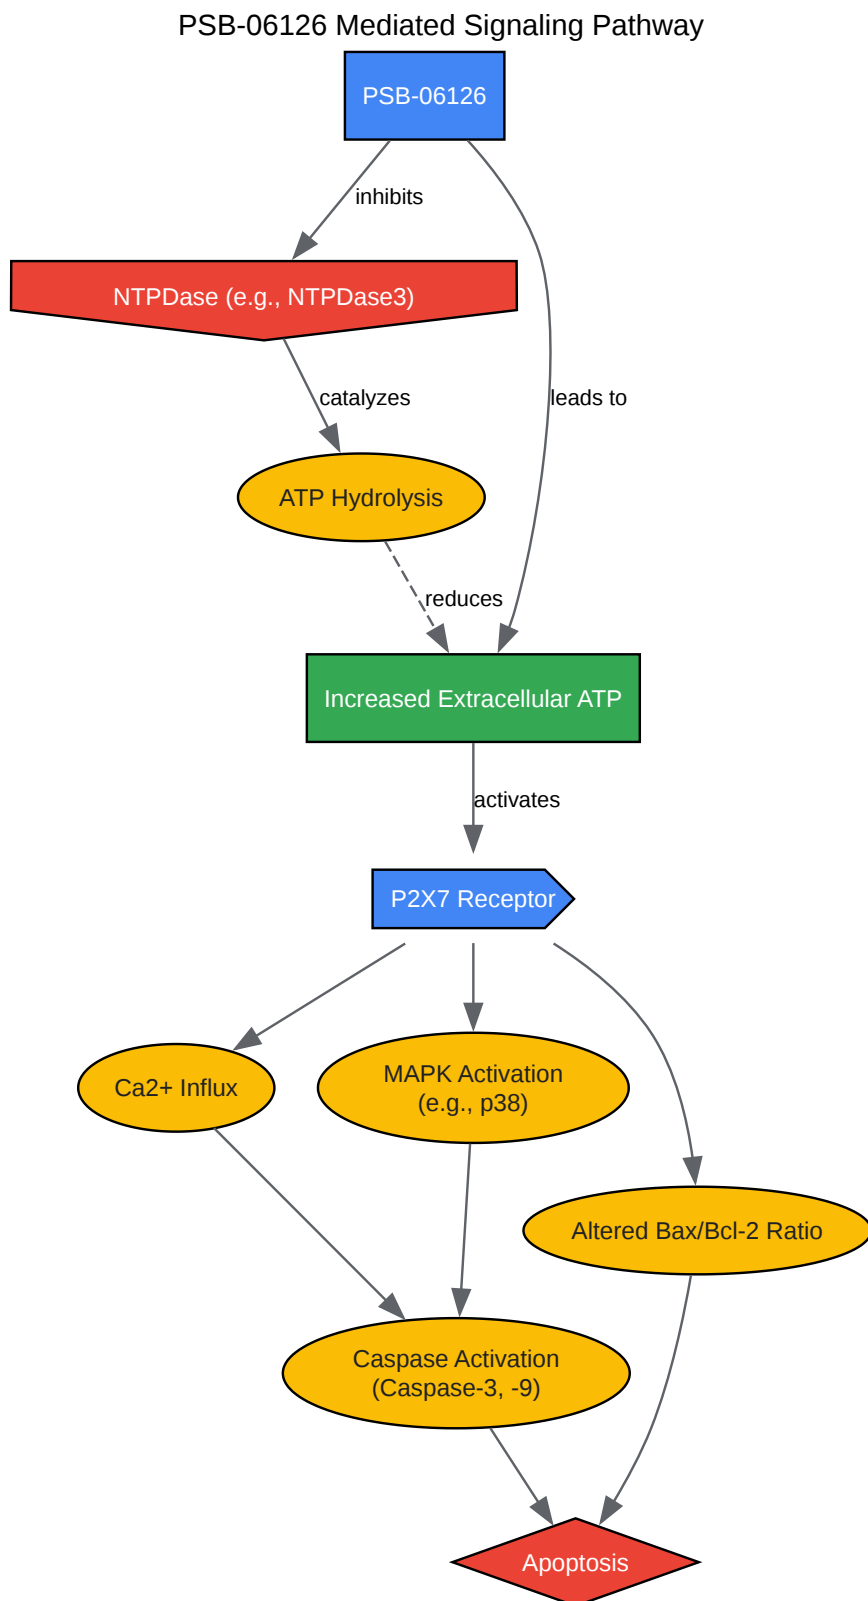 PSB-06126 Mediated Signaling Pathway
PSB-06126
inhibits
NTPDase (e.g., NTPDase3)
catalyzes
leads to
ATP Hydrolysis
reduces
Increased Extracellular ATP
activates
P2X7 Receptor
Ca2+ Influx
MAPK Activation
(e.g., p38)
Altered Bax/Bcl-2 Ratio
Caspase Activation
(Caspase-3, -9)
Apoptosis